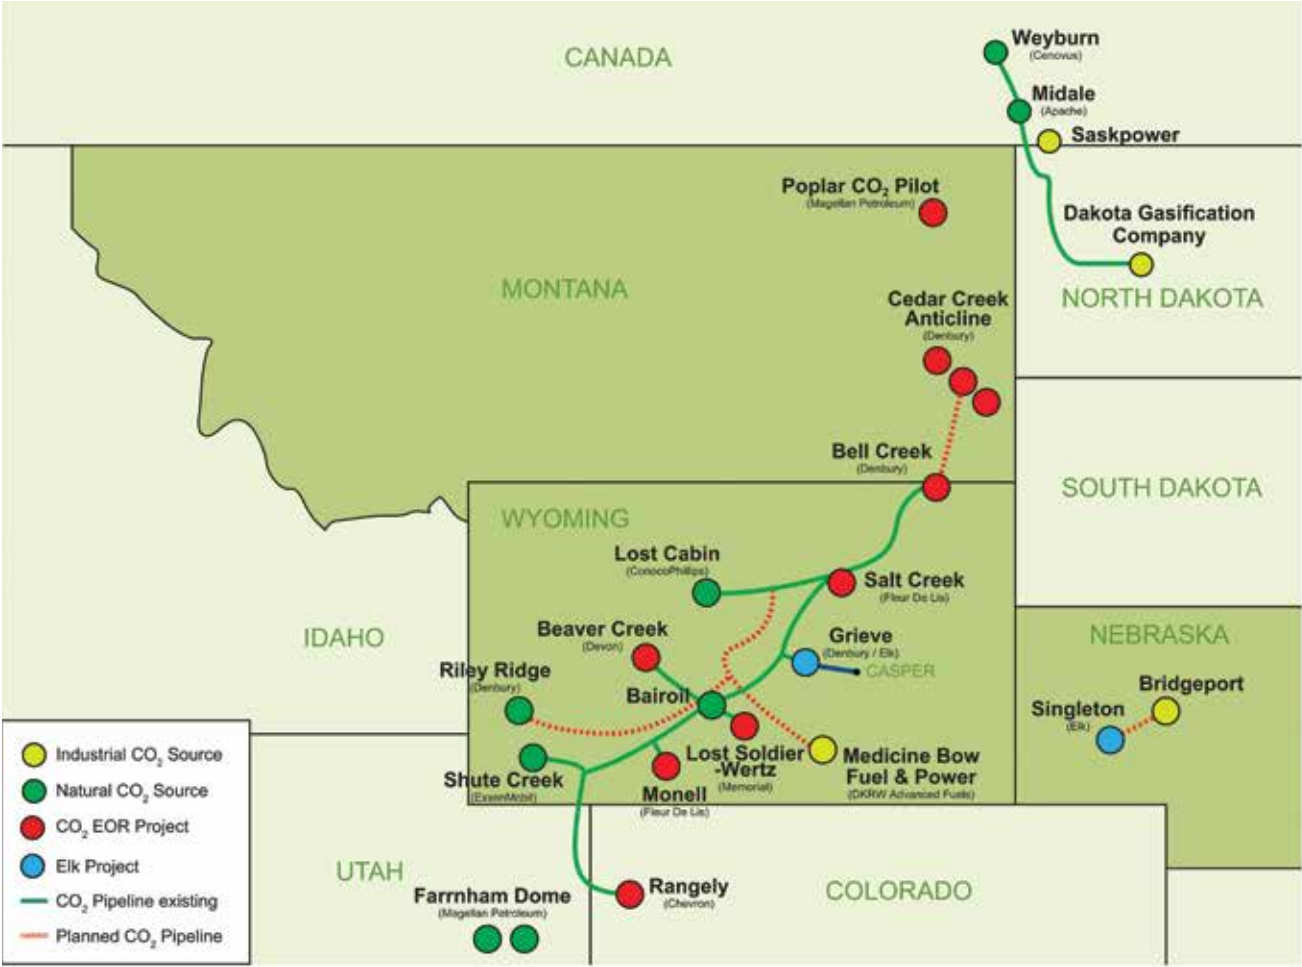 CANADA
Weyburn
(Cenovus)
Midale
(Apache)
Saskpower
Poplar CO₂ Pilot
(Magellan Petroleum)
Dakota Gasification
Company
MONTANA
NORTH DAKOTA
Cedar Creek
Anticline
(Denbury)
Bell Creek
(Denbury)
SOUTH DAKOTA
WYOMING
Lost Cabin
(ConocoPhillips)
Salt Creek
(Fleur De Lis)
IDAHO
Beaver Creek
(Devon)
Grieve
(Denbury / Elk)
CASPER
NEBRASKA
Riley Ridge
(Denbury)
Bairoil
Singleton
(Elk)
Bridgeport
Lost Soldier
-Wertz
(Memorial)
Medicine Bow
Fuel & Power
(DKRW Advanced Fuels)
Shute Creek
(ExxonMobil)
Monell
(Fleur De Lis)
Industrial CO₂ Source
Natural CO₂ Source
CO₂ EOR Project
Elk Project
CO₂ Pipeline existing
Planned CO₂ Pipeline
UTAH
Farrnham Dome
(Magellan Petroleum)
Rangely
(Chevron)
COLORADO